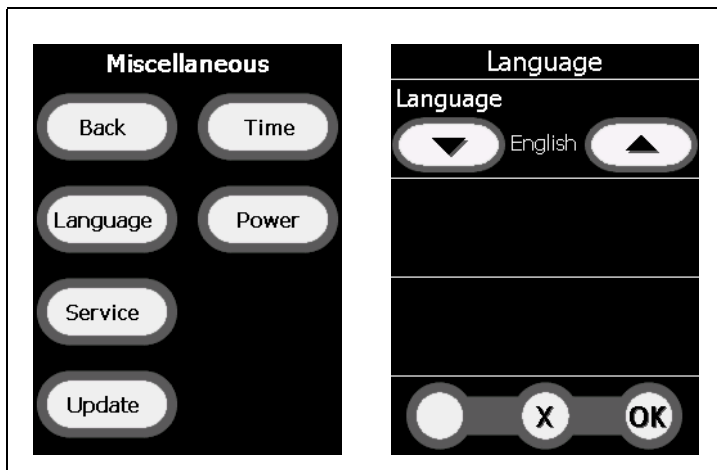 Miscellaneous
Back
Time
Language
Power
Service
Update
Language
Language
English
X
OK